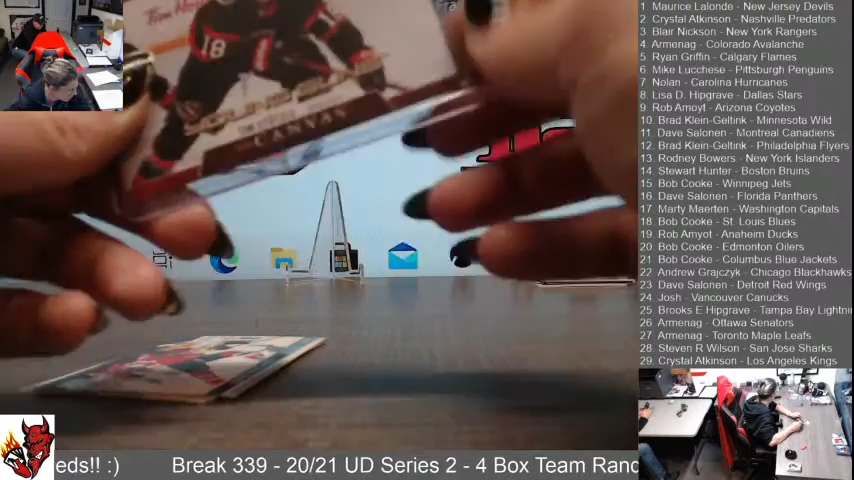 1 Maurice Lalonde - New Jersey Devils
2 Crystal Atkinson - Nashville Predators
3 Blair Nickson - New York Rangers
4 Armenag - Colorado Avalanche
5 Ryan Griffin - Calgary Flames
6 Mike Lucchese - Pittsburgh Penguins
7 Nolan - Carolina Hurricanes
8 Lisa D. Hipgrave - Dallas Stars
9 Rob Amoyt - Arizona Coyotes
10. Brad Klein-Geltink - Minnesota Wild
11. Dave Salonen - Montreal Canadiens
12. Brad Klein-Geltink - Philadelphia Flyers
13. Rodney Bowers - New York Islanders
14. Stewart Hunter - Boston Bruins
15. Bob Cooke - Winnipeg Jets
16. Dave Salonen - Florida Panthers
17. Marty Maerten - Washington Capitals
18. Bob Cooke - St. Louis Blues
19. Rob Amyot - Anaheim Ducks
20. Bob Cooke - Edmonton Oilers
21. Bob Cooke - Columbus Blue Jackets
22 Andrew Grajczyk - Chicago Blackhawks
23 Dave Salonen - Detroit Red Wings
24. Josh - Vancouver Canucks
25. Brooks E Hipgrave - Tampa Bay Lightni
26 Armenag - Ottawa Senators
27. Armenag - Toronto Maple Leafs
28. Steven R Wilson - San Jose Sharks
29. Crystal Atkinson - Los Angeles Kings
Tim Hortons
18
YOUNG GUNS
CANVAS
eeds!! :) Break 339 - 20/21 UD Series 2 - 4 Box Team Rand